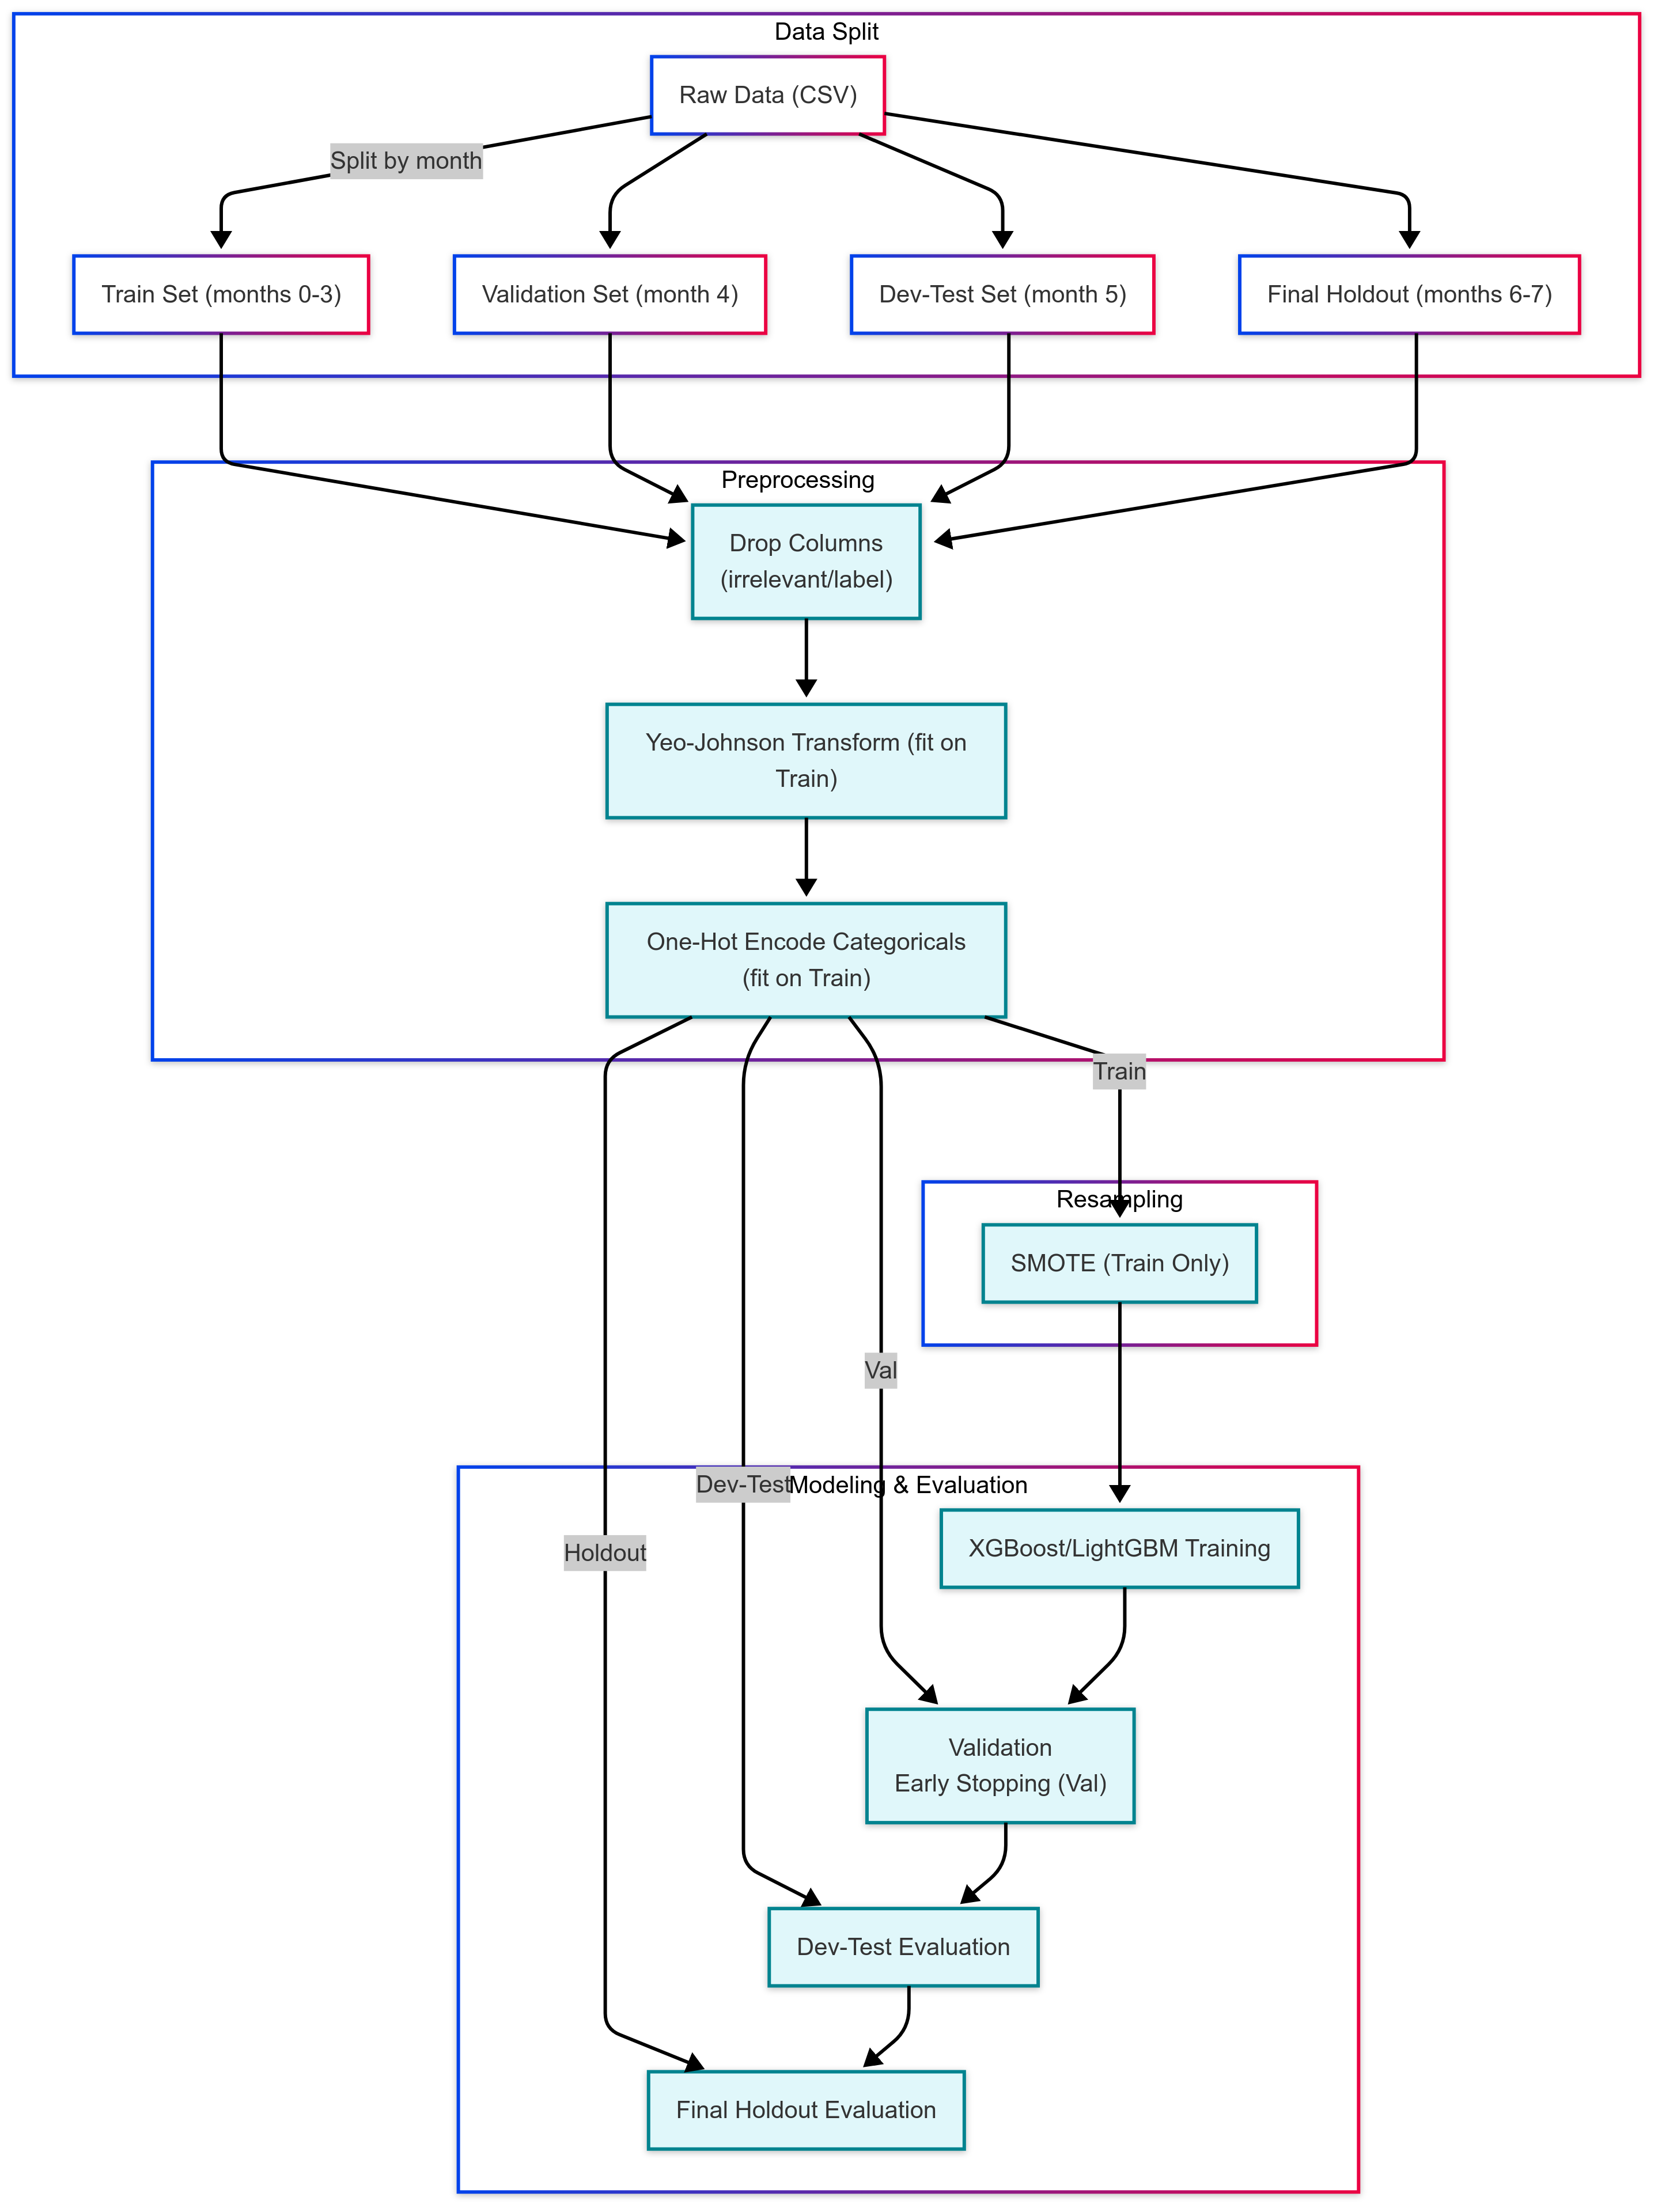 Data Split
Raw Data (CSV)
Split by month
Train Set (months 0-3)
Validation Set (month 4)
Dev-Test Set (month 5)
Final Holdout (months 6-7)
Preprocessing
Drop Columns
(irrelevant/label)
Yeo-Johnson Transform (fit on
Train)
One-Hot Encode Categoricals
(fit on Train)
Train
Resampling
SMOTE (Train Only)
Val
Dev-Test
Modeling & Evaluation
Holdout
XGBoost/LightGBM Training
Validation
Early Stopping (Val)
Dev-Test Evaluation
Final Holdout Evaluation